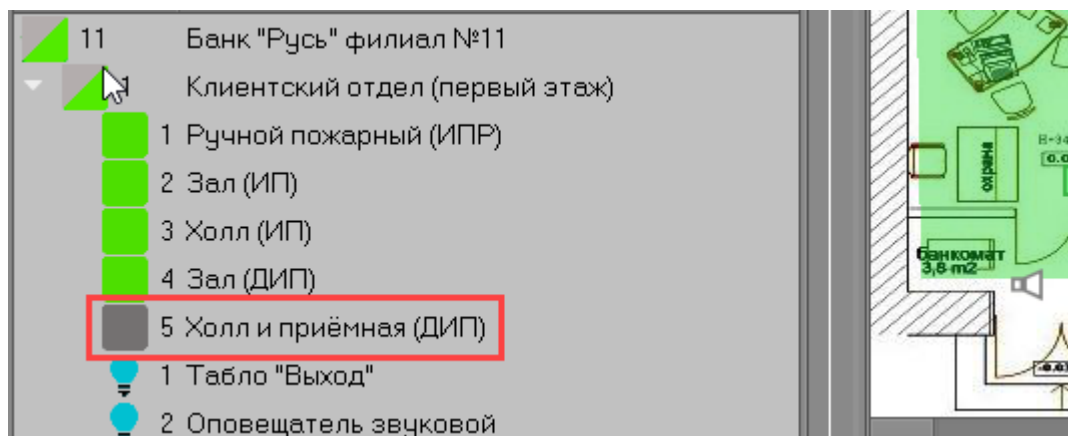 11 Банк "Русь" филиал №11
Клиентский отдел (первый этаж)
1 Ручной пожарный (ИПР)
2 Зал (ИП)
3 Холл (ИП)
4 Зал (ДИП)
5 Холл и приёмная (ДИП)
1 Табло "Выход"
2 Оповещатель звуковой
охрана
банкомат
3,8 m2